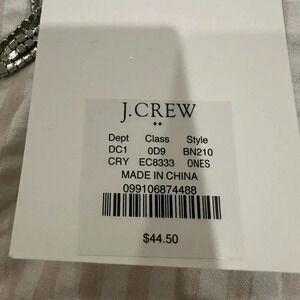 J.CREW
Dept Class Style
DC1 0D9 BN210
CRY EC8333 0NES
MADE IN CHINA
099106874488
$44.50